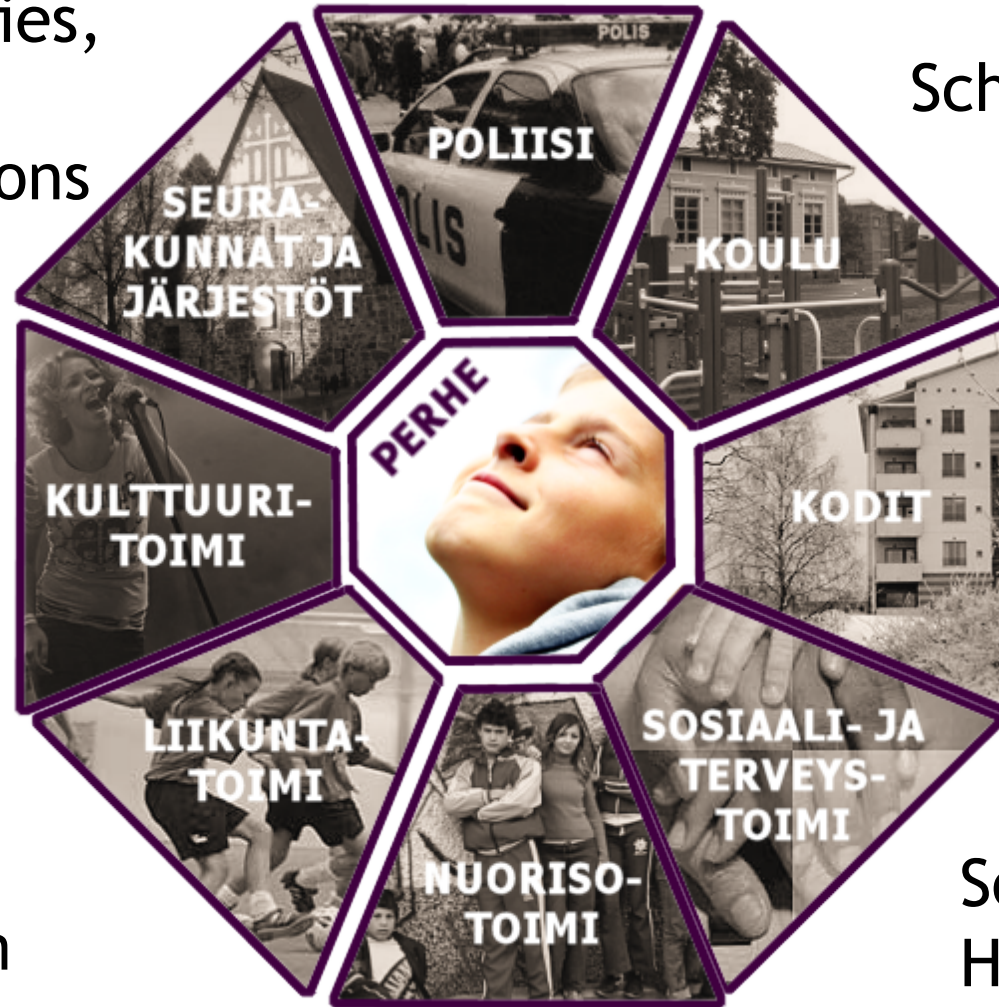 ies,
ons
Sch
POLIS
POLIISI
LIS
SEURA-
KUNNAT JA
JÄRJESTÖT
KOULU
PERHE
KULTTUURI-
TOIMI
KODIT
LIIKUNTA-
TOIMI
SOSIAALI- JA
TERVEYS-
TOIMI
NUORISO-
TOIMI
H